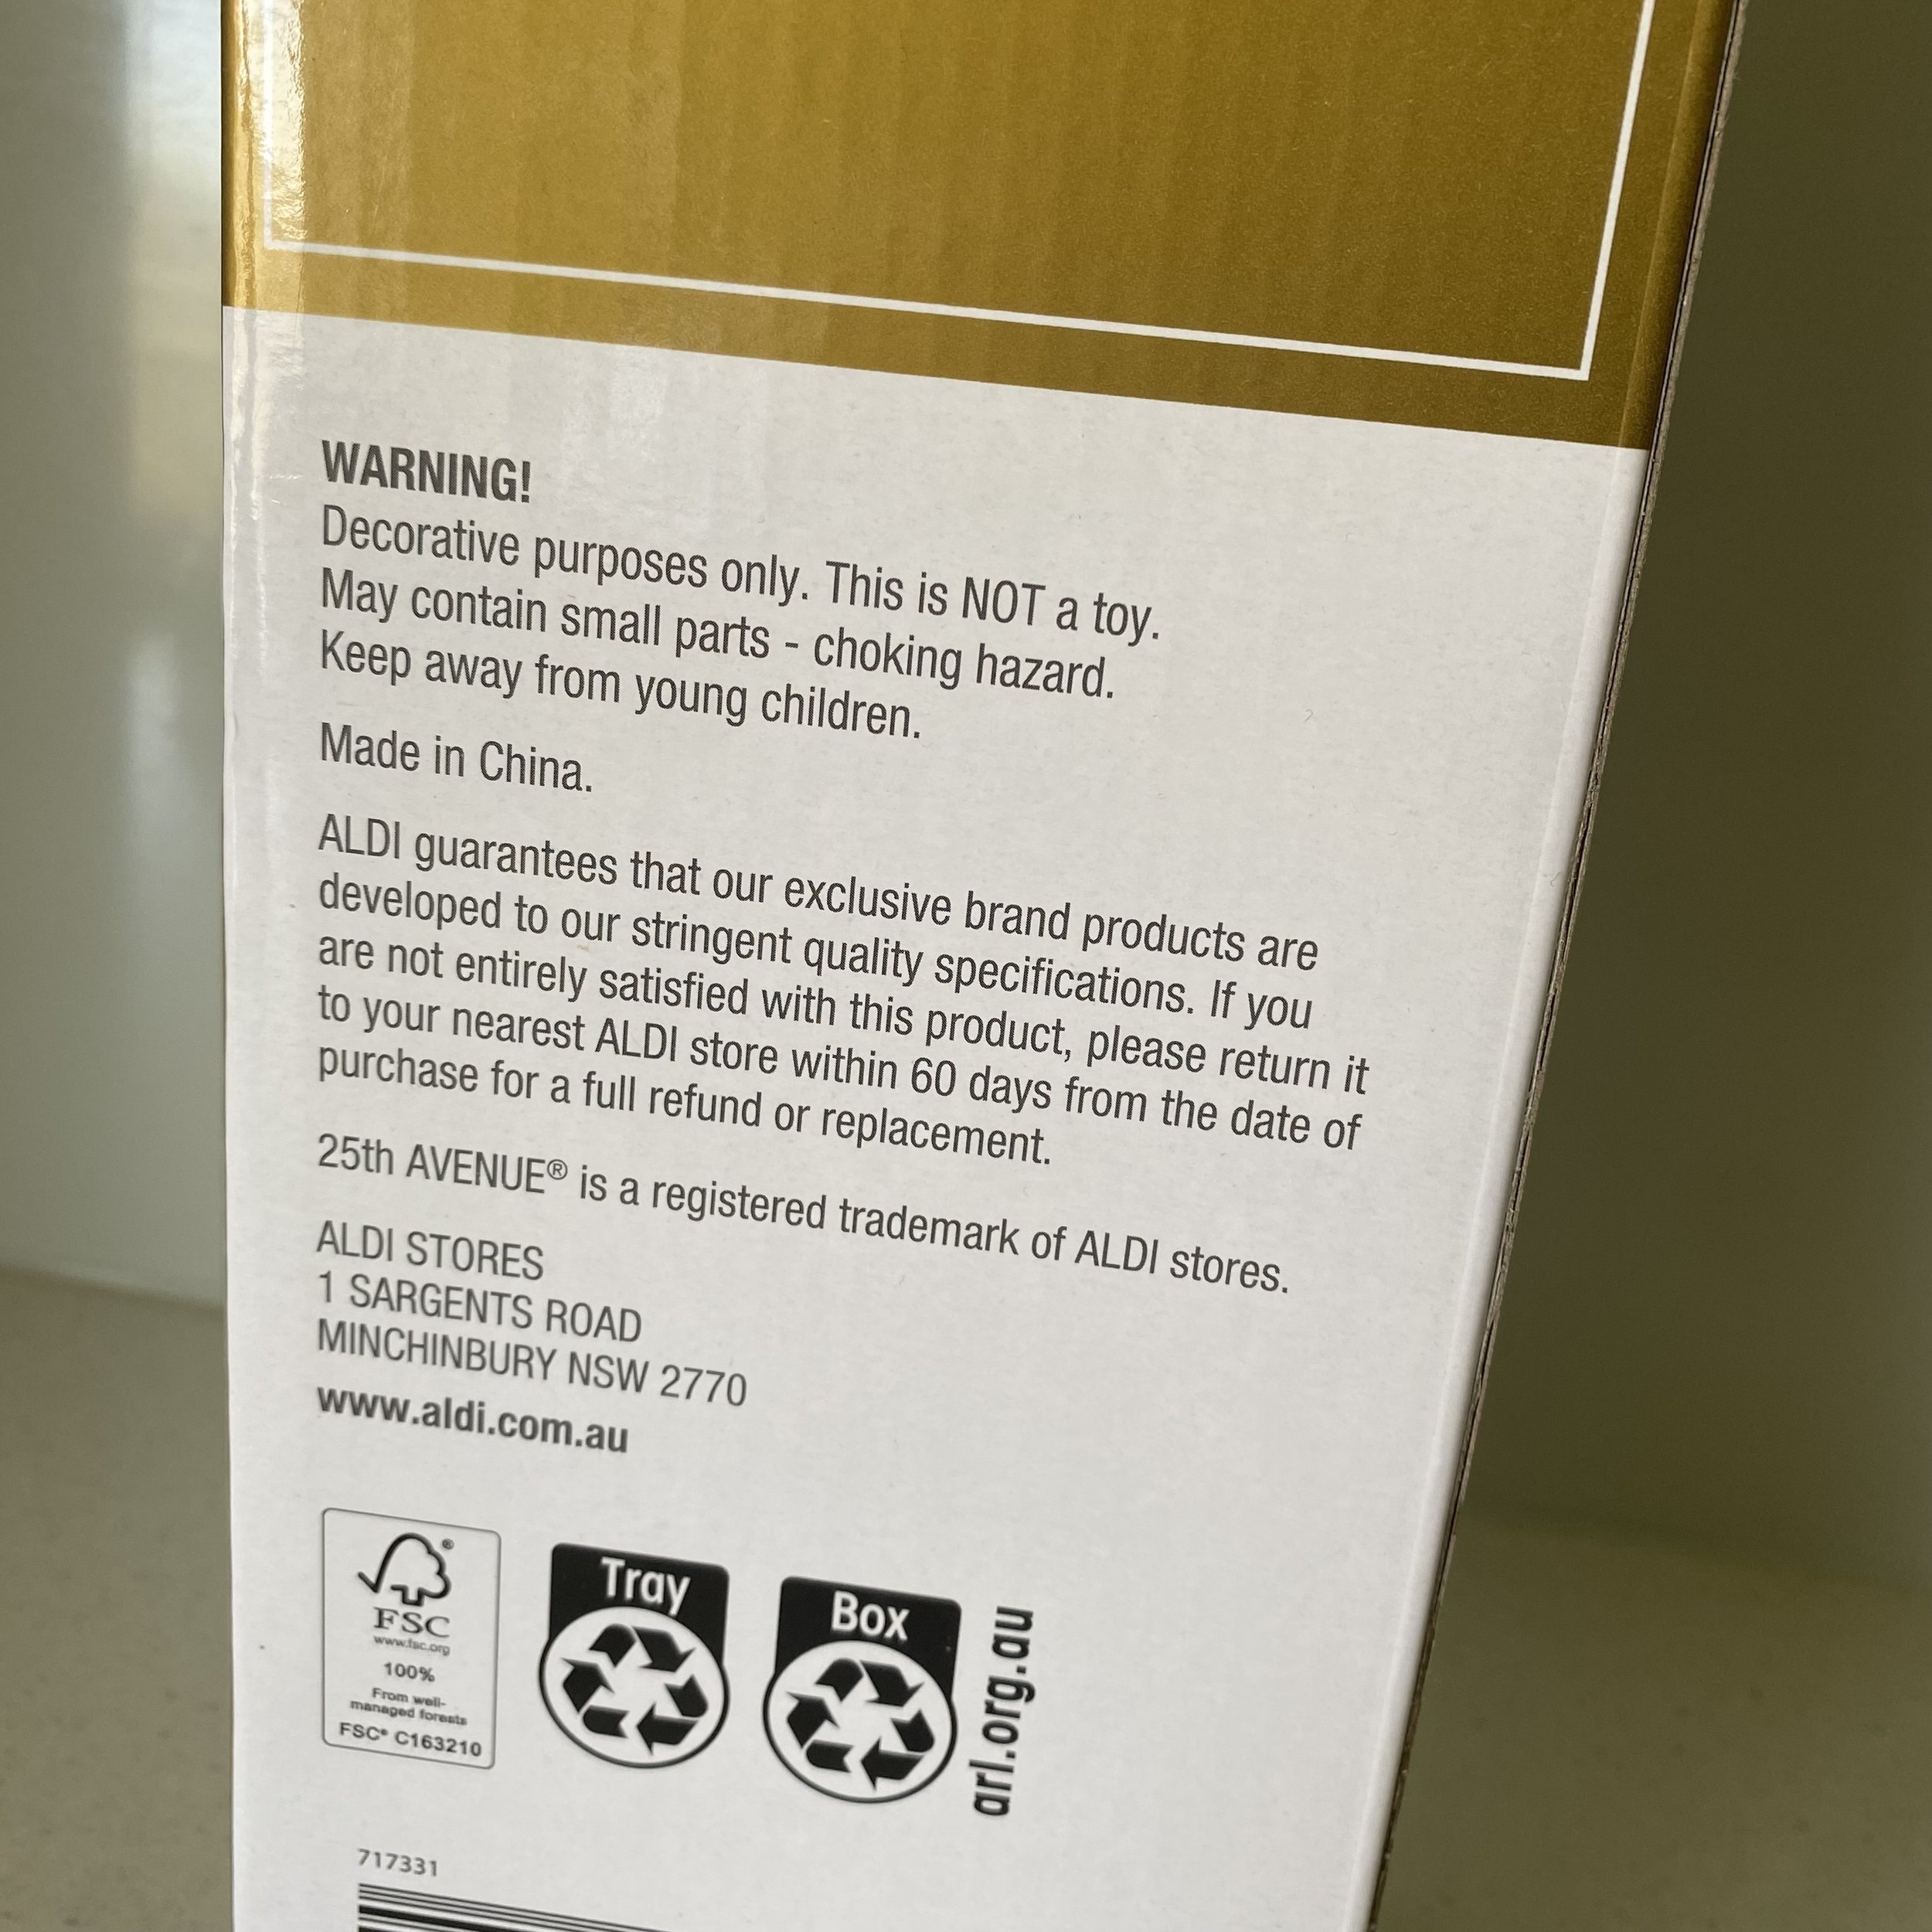 WARNING!
Decorative purposes only. This is NOT a toy.
May contain small parts - choking hazard.
Keep away from young children.
Made in China.
ALDI guarantees that our exclusive brand products are
developed to our stringent quality specifications. If you
are not entirely satisfied with this product, please return it
to your nearest ALDI store within 60 days from the date of
purchase for a full refund or replacement.
25th AVENUE® is a registered trademark of ALDI stores.
ALDI STORES
1 SARGENTS ROAD
MINCHINBURY NSW 2770
www.aldi.com.au
®
FSC
www.fsc.org
100%
From well-
managed forests
FSC® C163210
Tray
Box
arl.org.au
717331